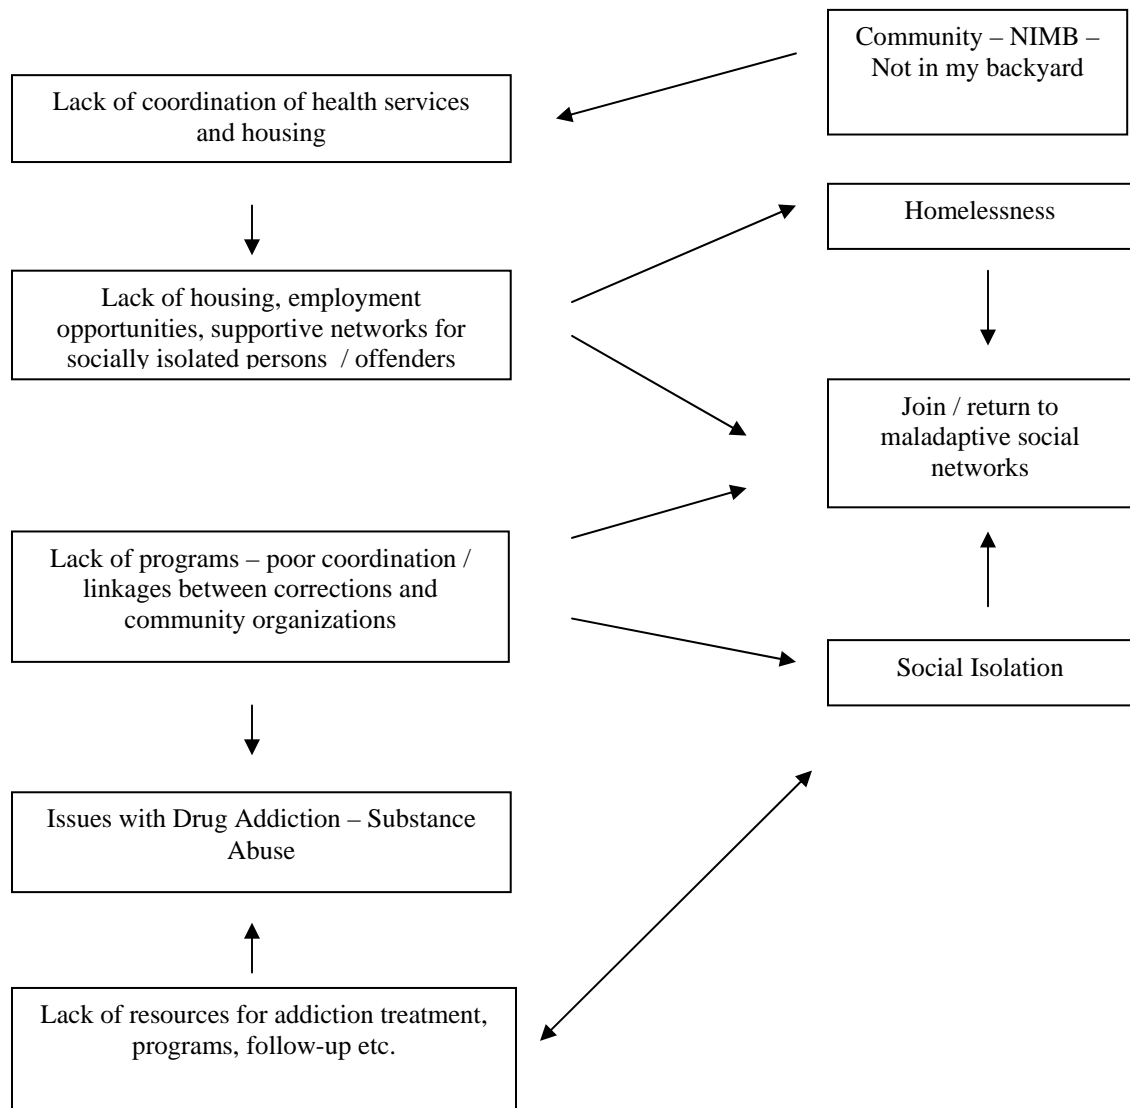 Community – NIMB –
Not in my backyard
Lack of coordination of health services
and housing
Homelessness
Lack of housing, employment
opportunities, supportive networks for
socially isolated persons / offenders
Join / return to
maladaptive social
networks
Lack of programs – poor coordination /
linkages between corrections and
community organizations
Social Isolation
Issues with Drug Addiction – Substance
Abuse
Lack of resources for addiction treatment,
programs, follow-up etc.